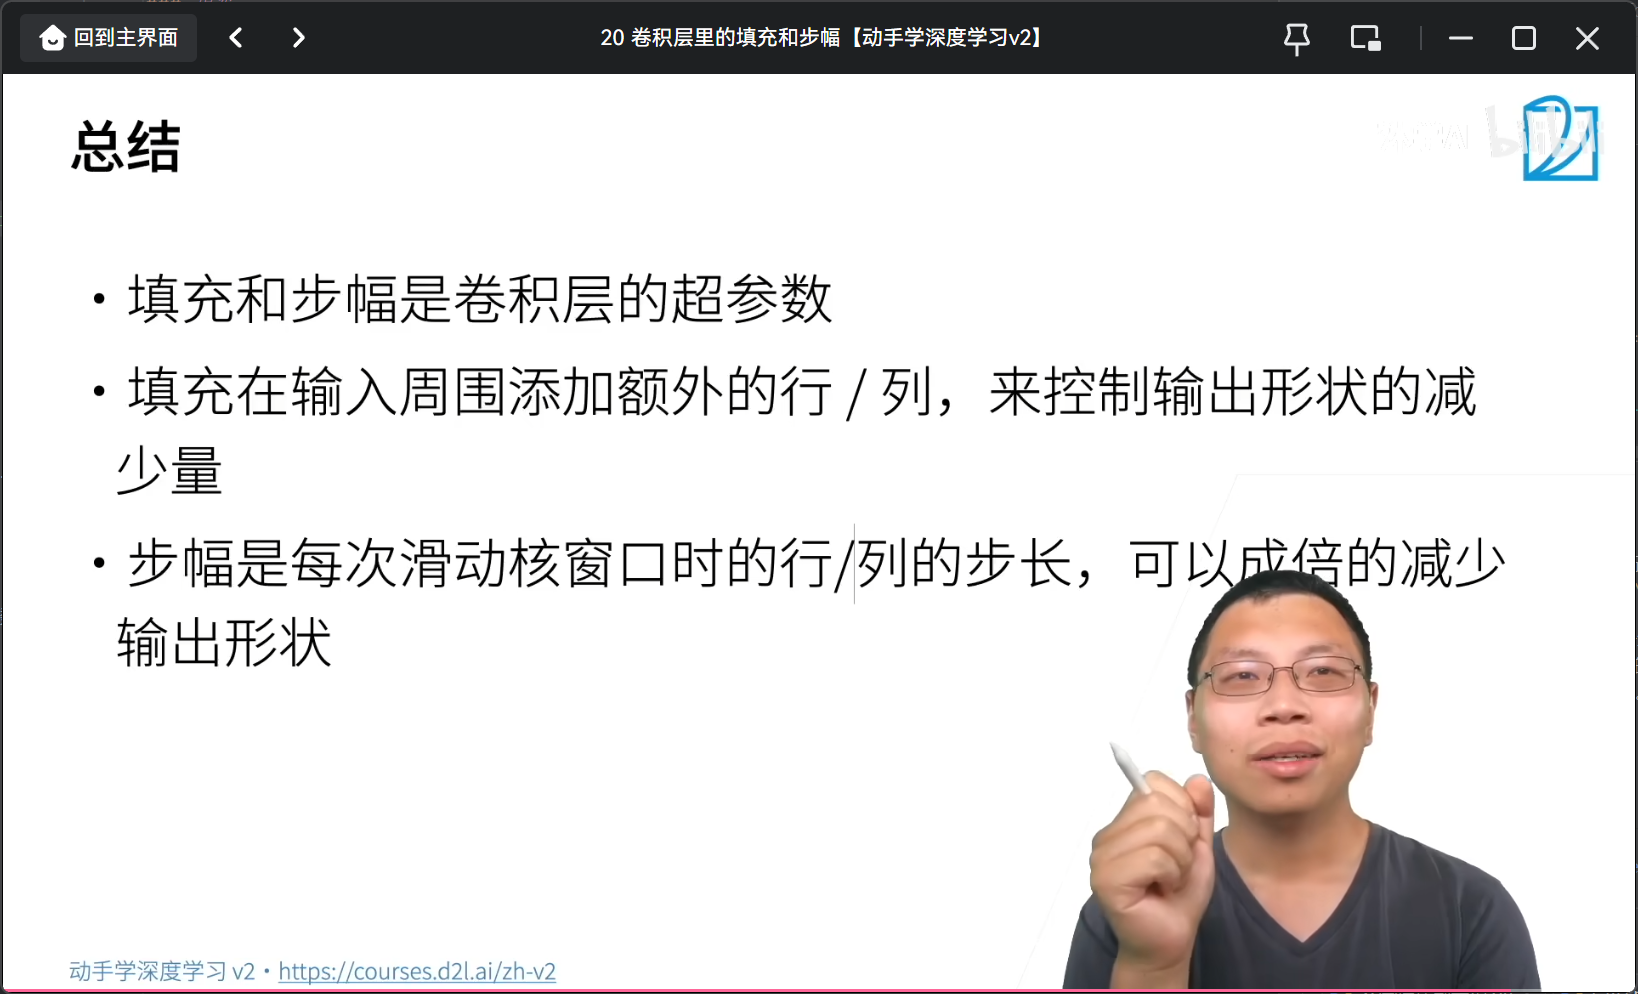 回到主界面
20 卷积层里的填充和步幅【动手学深度学习v2】
总结
bilibili
• 填充和步幅是卷积层的超参数
• 填充在输入周围添加额外的行 / 列，来控制输出形状的减
少量
• 步幅是每次滑动核窗口时的行/列的步长，可以成倍的减少
输出形状
动手学深度学习 v2 • https://courses.d2l.ai/zh-v2